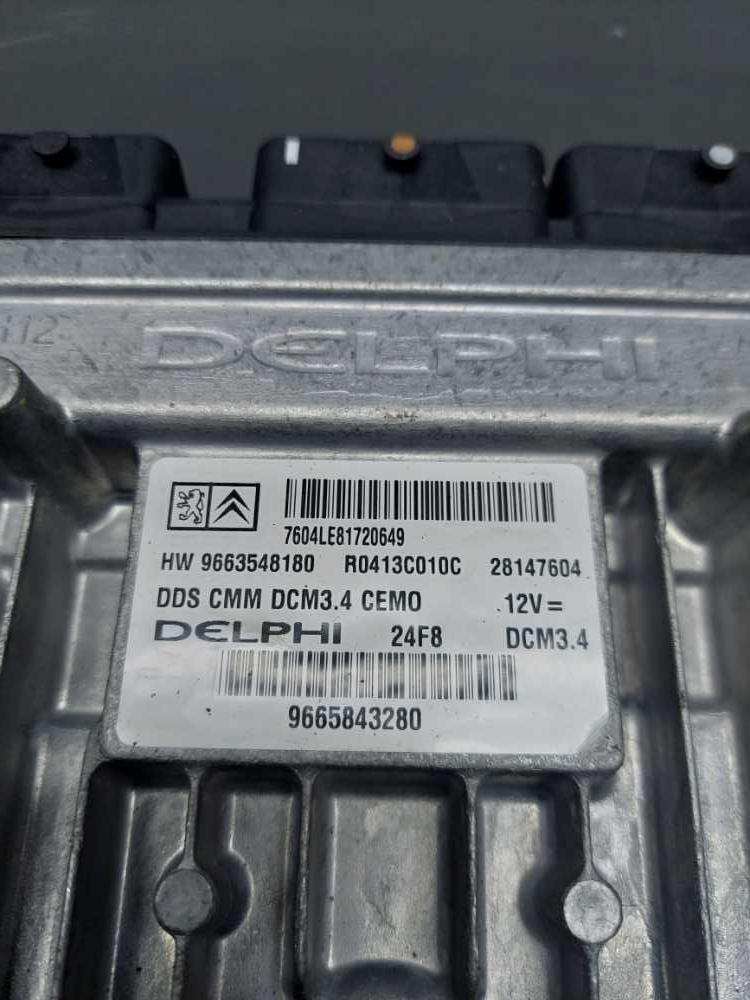 DELPHI
7604LE81720649
HW 9663548180 R0413C010C 28147604
DDS CMM DCM3.4 CEMO 12V=
DELPHI 24F8 DCM3.4
9665843280